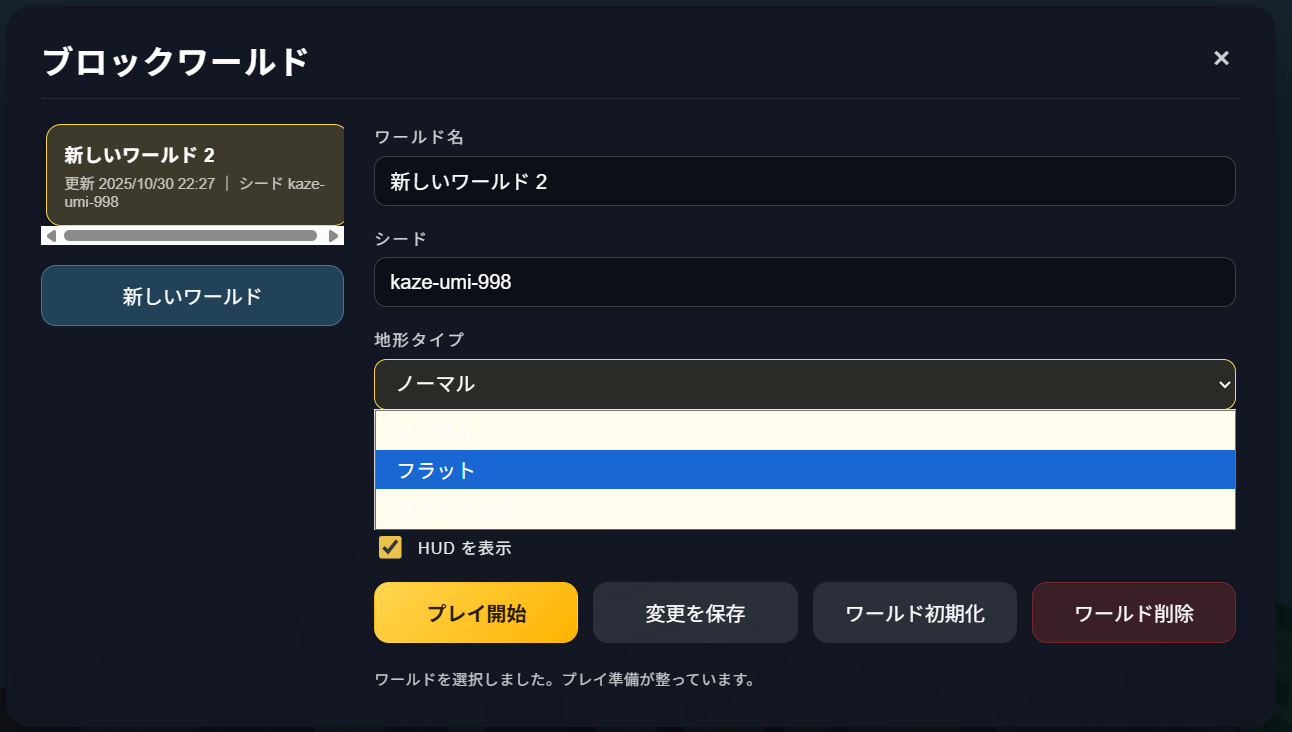 ブロックワールド
×
新しいワールド 2
更新 2025/10/30 22:27 ｜ シード kaze-
umi-998
新しいワールド
ワールド名
新しいワールド 2
シード
kaze-umi-998
地形タイプ
ノーマル
ノーマル
フラット
ダイナミック
HUD を表示
プレイ開始
変更を保存
ワールド初期化
ワールド削除
ワールドを選択しました。プレイ準備が整っています。